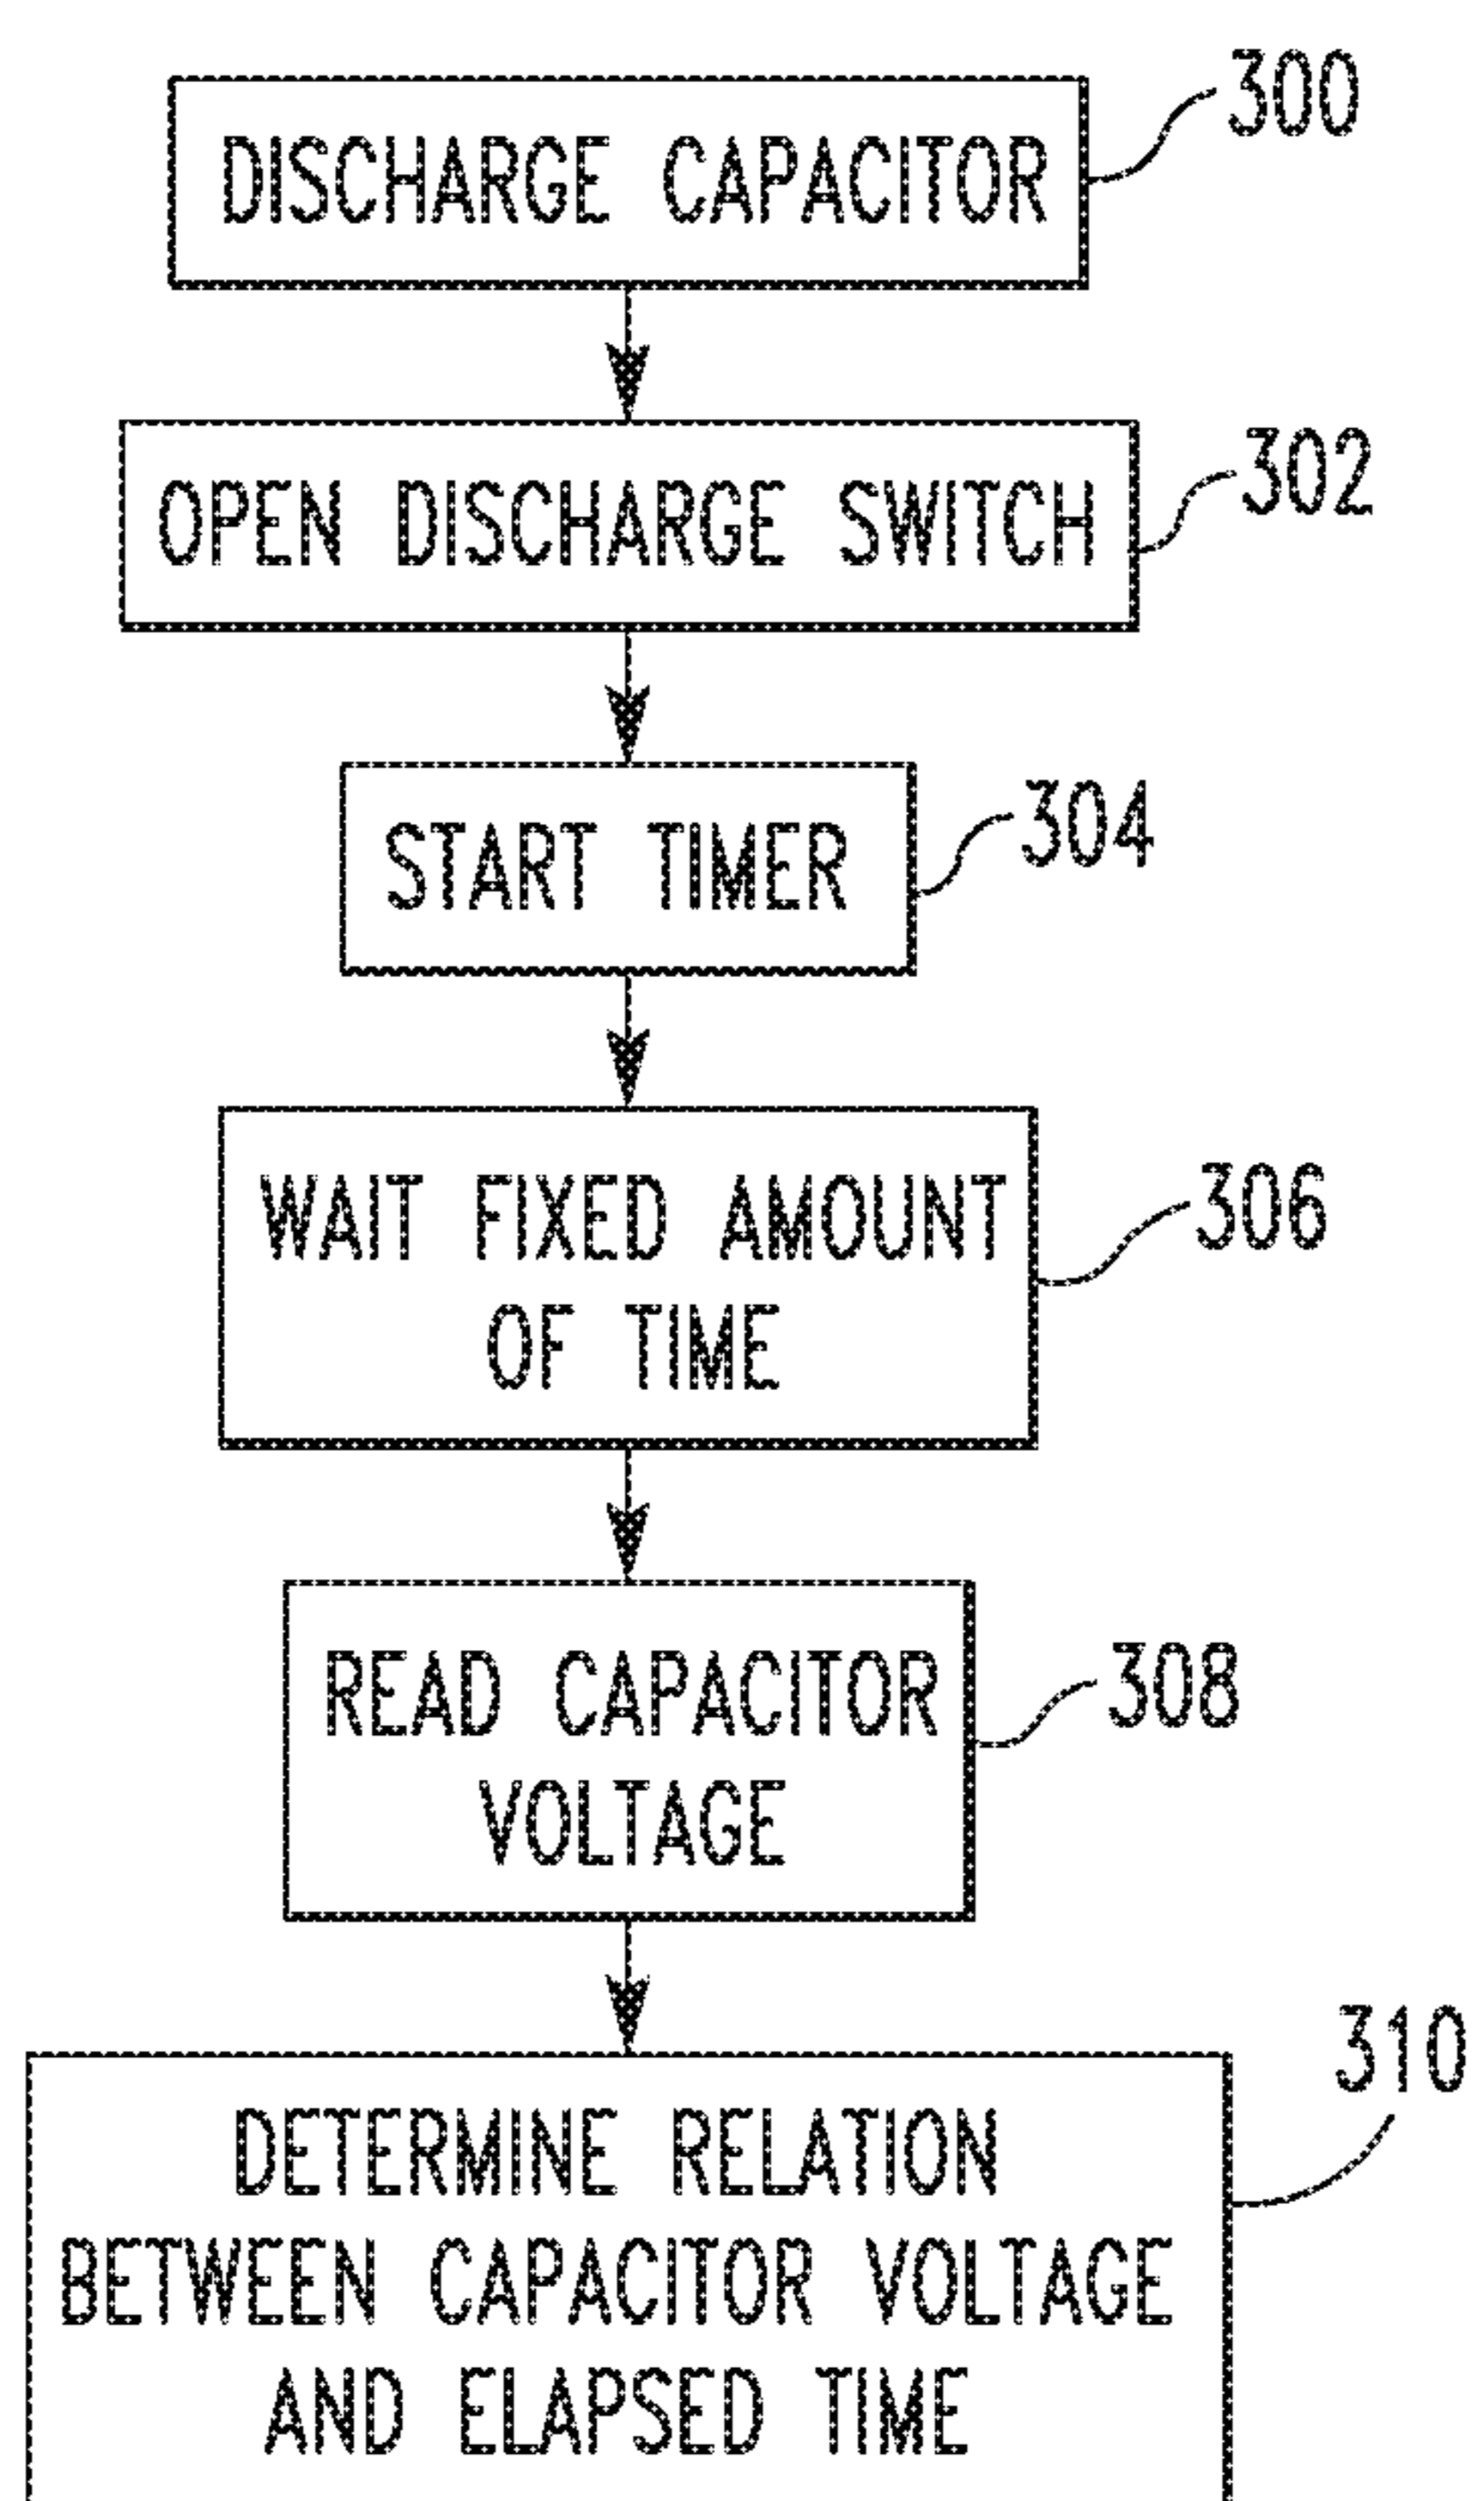 DISCHARGE CAPACITOR
300
OPEN DISCHARGE SWITCH
302
START TIMER
304
WAIT FIXED AMOUNT
OF TIME
306
READ CAPACITOR
VOLTAGE
308
DETERMINE RELATION
BETWEEN CAPACITOR VOLTAGE
AND ELAPSED TIME
310